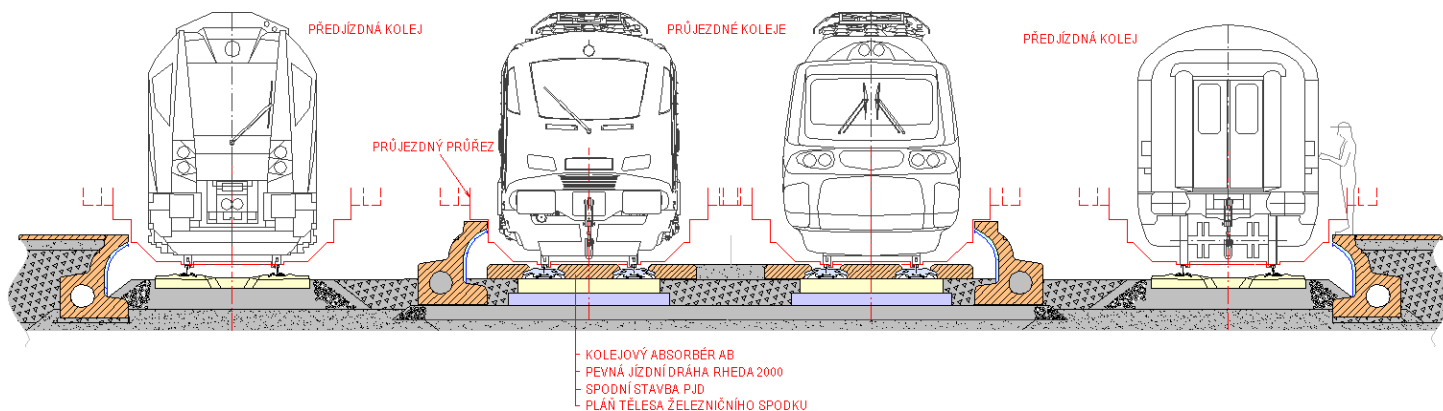 PŘEDJÍZDNÁ KOLEJ
PRŮJEZDNÉ KOLEJE
PŘEDJÍZDNÁ KOLEJ
PRŮJEZDNÝ PRŮŘEZ
KOLEJOVÝ ABSORBÉR AB
PEVNÁ JÍZDNÍ DRÁHA RHEDA 2000
SPODNÍ STAVBA PJD
PLÁŇ TĚLESA ŽELEZNIČNÍHO SPODKU